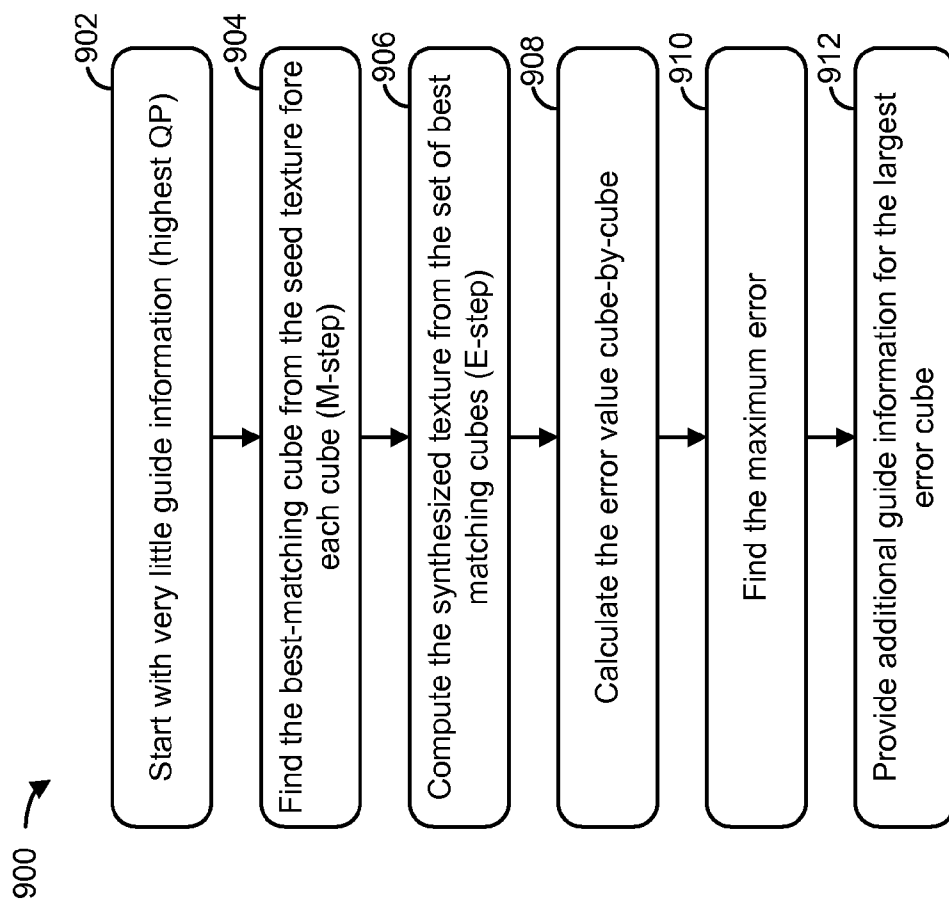 900
902
Start with very little guide information (highest QP)
904
Find the best-matching cube from the seed texture fore
each cube (M-step)
906
Compute the synthesized texture from the set of best
matching cubes (E-step)
908
Calculate the error value cube-by-cube
910
Find the maximum error
912
Provide additional guide information for the largest
error cube